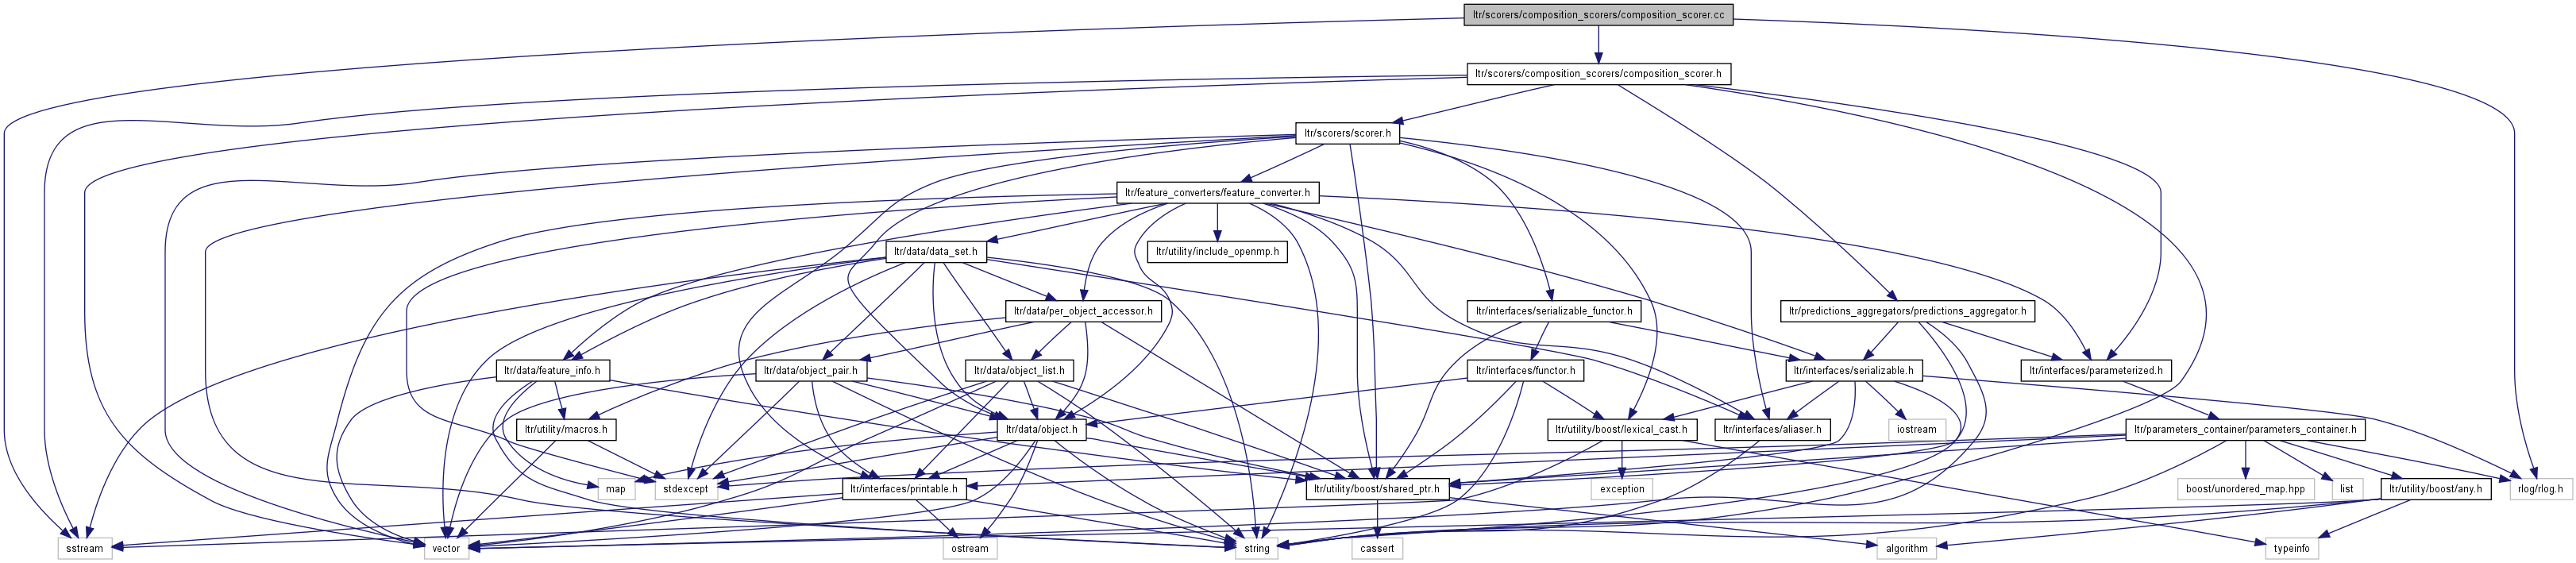 ltr/scorers/composition_scorers/composition_scorer.cc
ltr/scorers/composition_scorers/composition_scorer.h
ltr/scorers/scorer.h
ltr/feature_converters/feature_converter.h
ltr/data/data_set.h
ltr/utility/include_openmp.h
ltr/data/per_object_accessor.h
ltr/interfaces/serializable_functor.h
ltr/predictions_aggregators/predictions_aggregator.h
ltr/data/feature_info.h
ltr/data/object_pair.h
ltr/data/object_list.h
ltr/interfaces/functor.h
ltr/interfaces/serializable.h
ltr/interfaces/parameterized.h
ltr/utility/macros.h
ltr/data/object.h
ltr/utility/boost/lexical_cast.h
ltr/interfaces/aliaser.h
iostream
ltr/parameters_container/parameters_container.h
map
stdexcept
ltr/interfaces/printable.h
ltr/utility/boost/shared_ptr.h
exception
boost/unordered_map.hpp
list
ltr/utility/boost/any.h
rlog/rlog.h
sstream
vector
ostream
string
cassert
algorithm
typeinfo